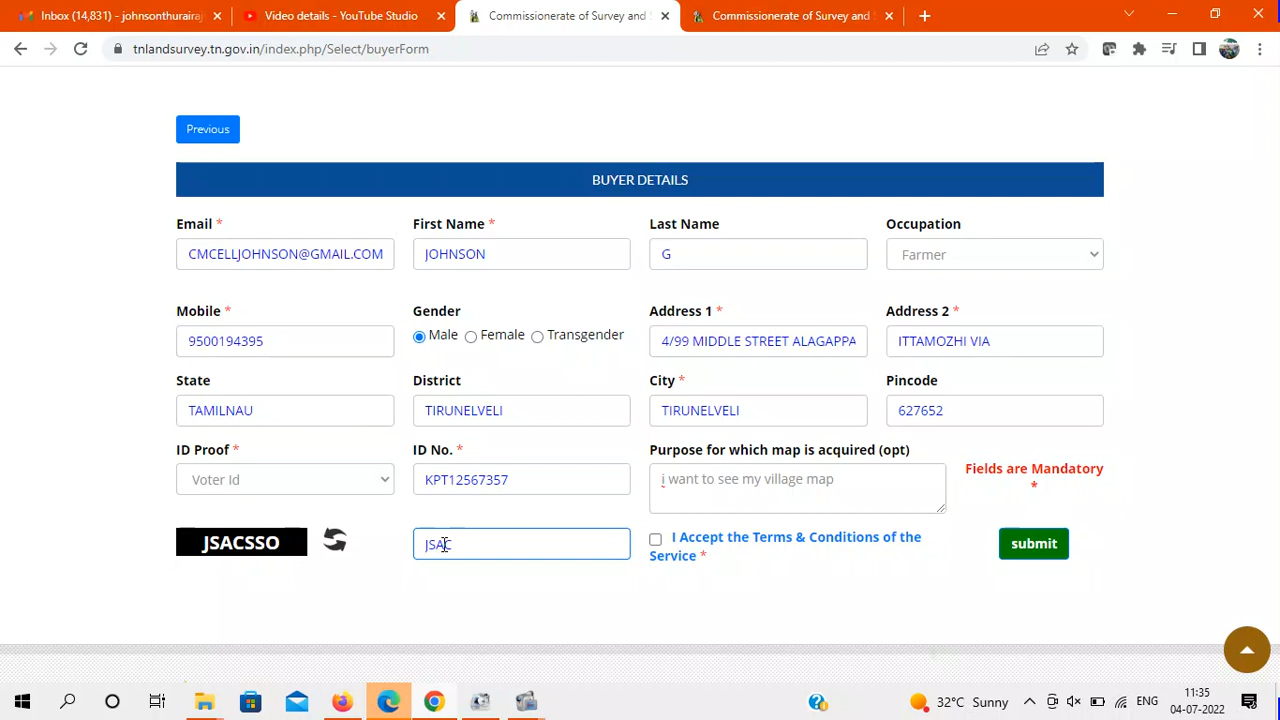 Inbox (14,831) - johnsonthurairaj
Video details - YouTube Studio
Commissionerate of Survey and S
Commissionerate of Survey and S
tnlandsurvey.tn.gov.in/index.php/Select/buyerForm
Previous
BUYER DETAILS
Email * First Name * Last Name Occupation
CMCELLJOHNSON@GMAIL.COM JOHNSON G Farmer
Mobile * Gender Address 1 * Address 2 *
9500194395 Male Female Transgender 4/99 MIDDLE STREET ALAGAPPA ITTAMOZHI VIA
State District City * Pincode
TAMILNAU TIRUNELVELI TIRUNELVELI 627652
ID Proof * ID No. * Purpose for which map is acquired (opt)
Voter Id KPT12567357 i want to see my village map
Fields are Mandatory
*
JSACSSO JSAC
I Accept the Terms & Conditions of the
Service *
submit
32°C Sunny ENG
11:35
04-07-2022